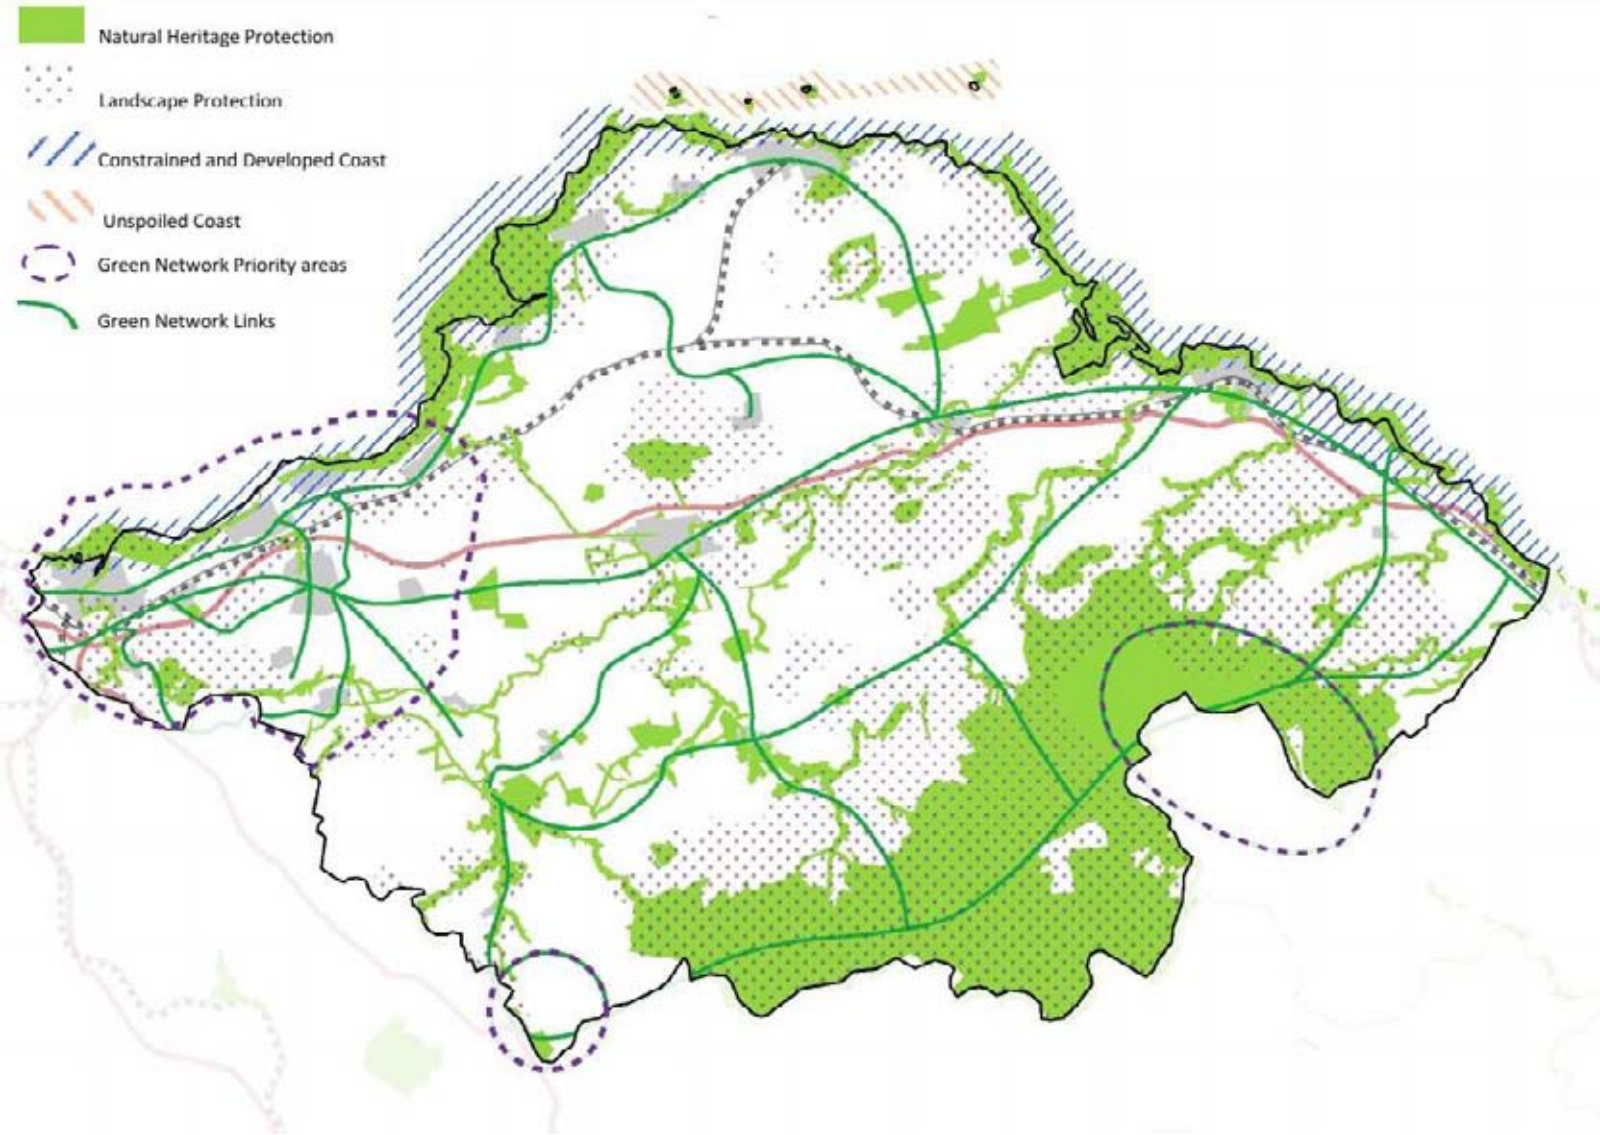 Natural Heritage Protection
Landscape Protection
Constrained and Developed Coast
Unspoiled Coast
Green Network Priority areas
Green Network Links